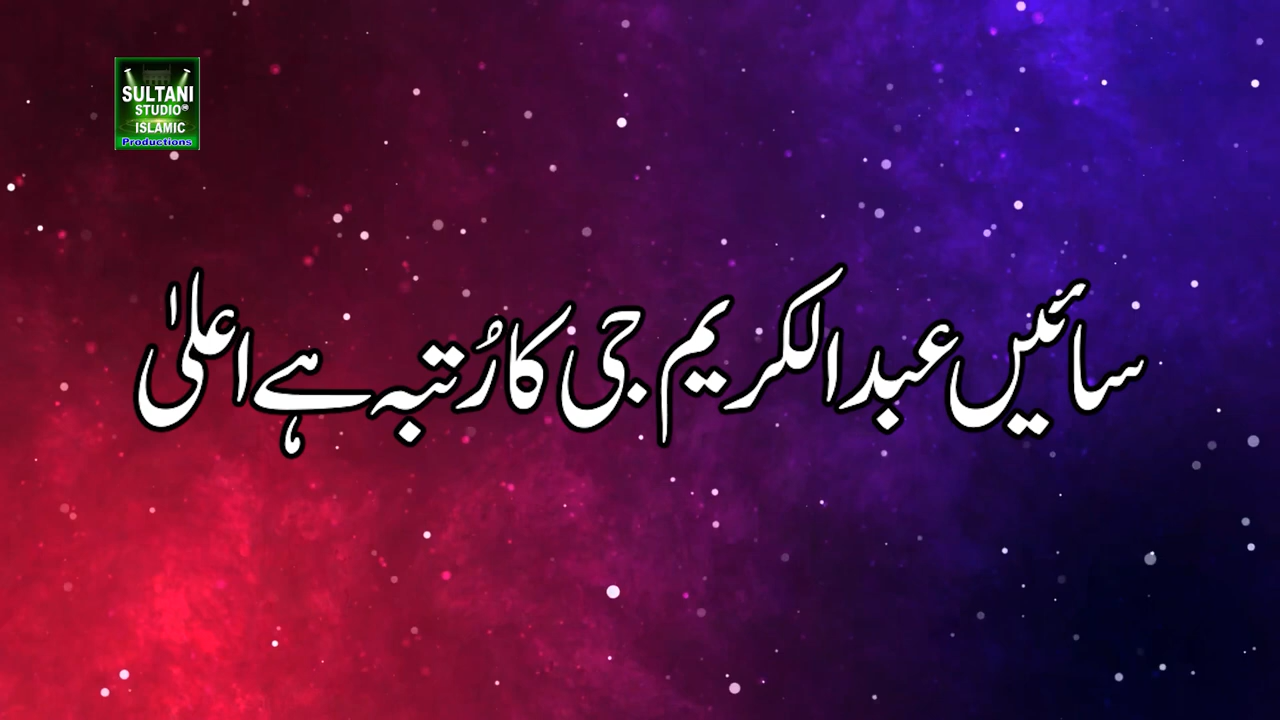 SULTANI
STUDIO
ISLAMIC
Productions
سائیں عبدالکریم جی کا رُتبہ ہے اعلیٰ